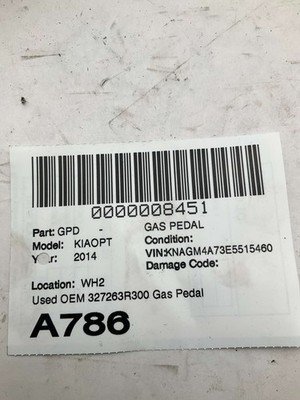 0000008451
Part: GPD - GAS PEDAL
Model: KIAOPT Condition:
Year: 2014 VIN:KNAGM4A73E5515460
Damage Code:
Location: WH2
Used OEM 327263R300 Gas Pedal
A786